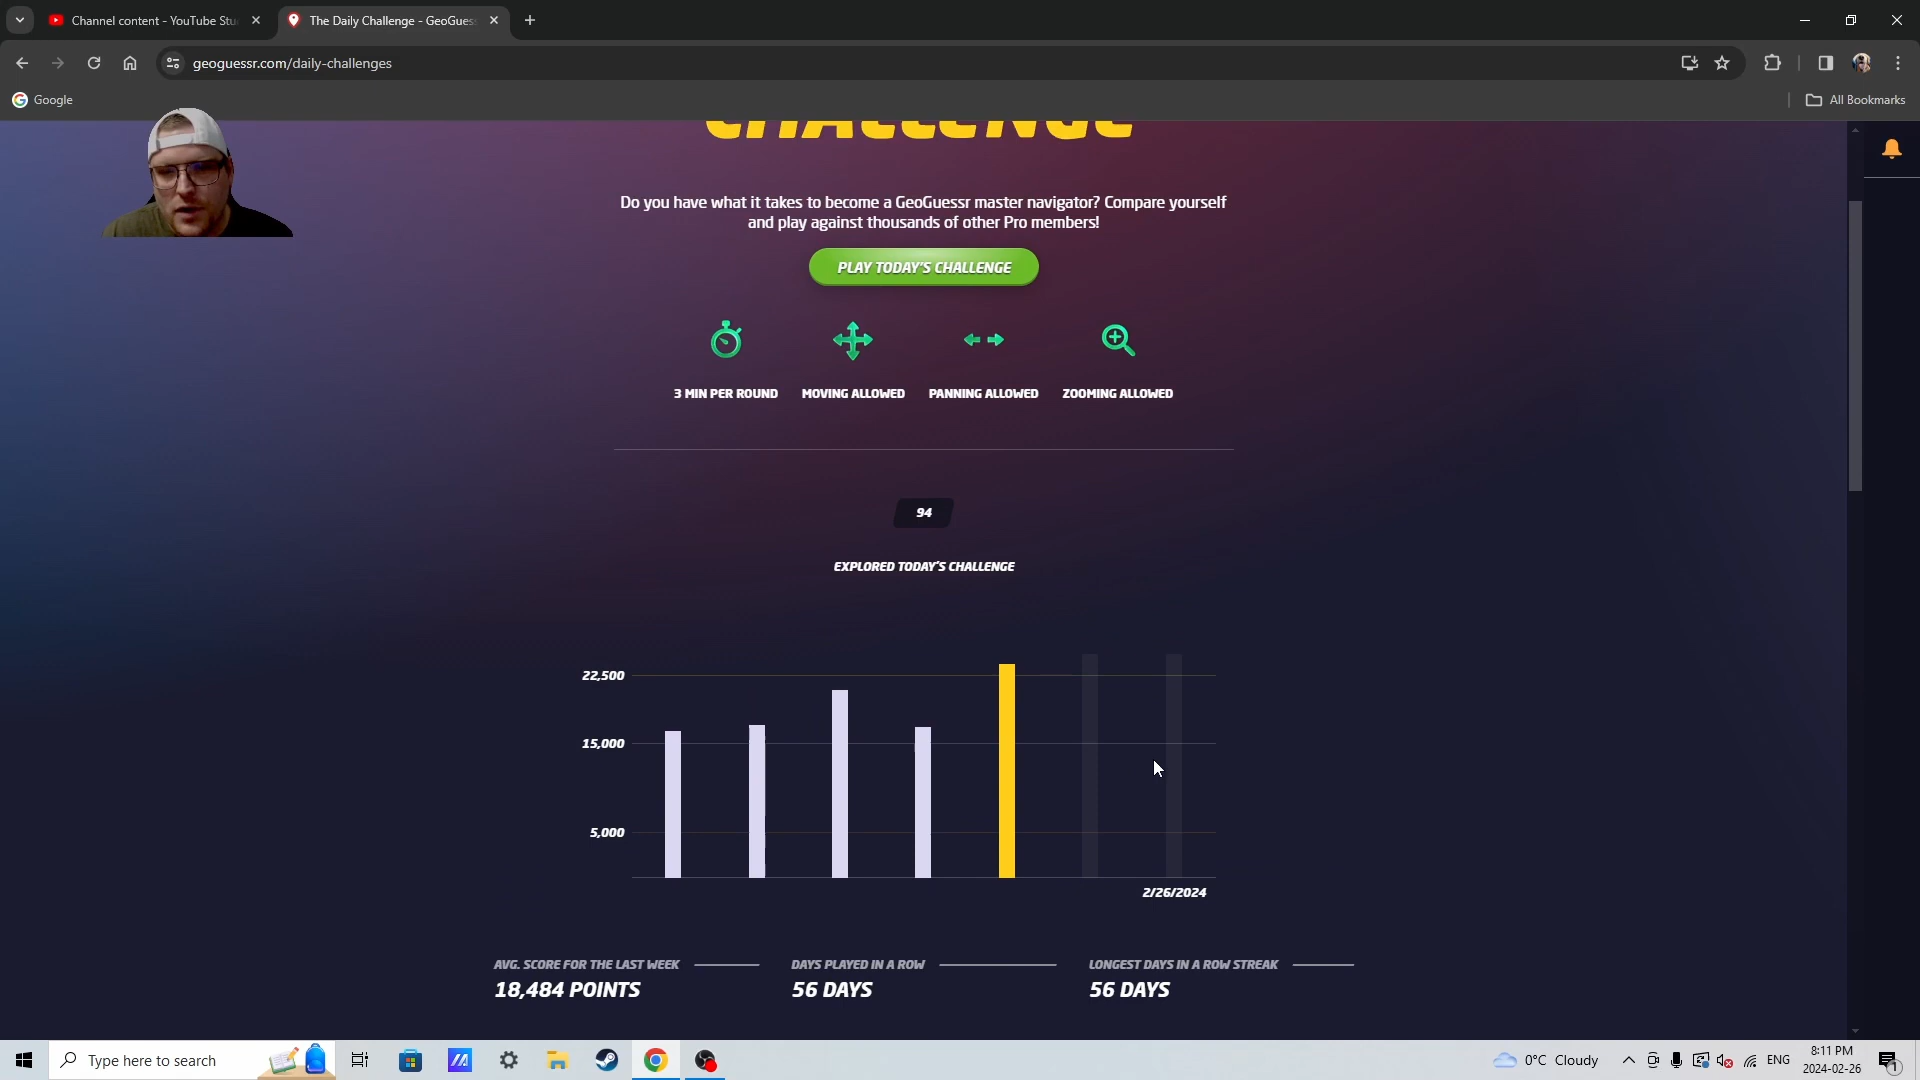 Channel content - YouTube Stu
The Daily Challenge - GeoGues
geoguessr.com/daily-challenges
Google
All Bookmarks
CHALLENGE
Do you have what it takes to become a GeoGuessr master navigator? Compare yourself
and play against thousands of other Pro members!
PLAY TODAY'S CHALLENGE
3 MIN PER ROUND
MOVING ALLOWED
PANNING ALLOWED
ZOOMING ALLOWED
94
EXPLORED TODAY'S CHALLENGE
22,500
15,000
5,000
2/26/2024
AVG. SCORE FOR THE LAST WEEK
18,484 POINTS
DAYS PLAYED IN A ROW
56 DAYS
LONGEST DAYS IN A ROW STREAK
56 DAYS
Type here to search
0°C Cloudy
ENG
8:11 PM
2024-02-26
1